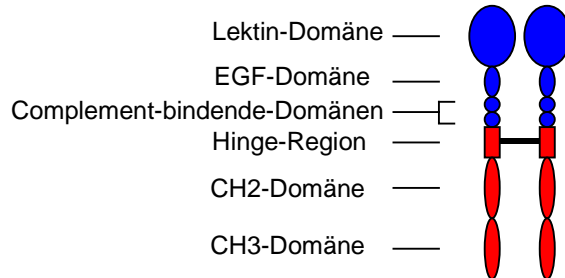 Lektin-Domäne
EGF-Domäne
Complement-bindende-Domänen
Hinge-Region
CH2-Domäne
CH3-Domäne